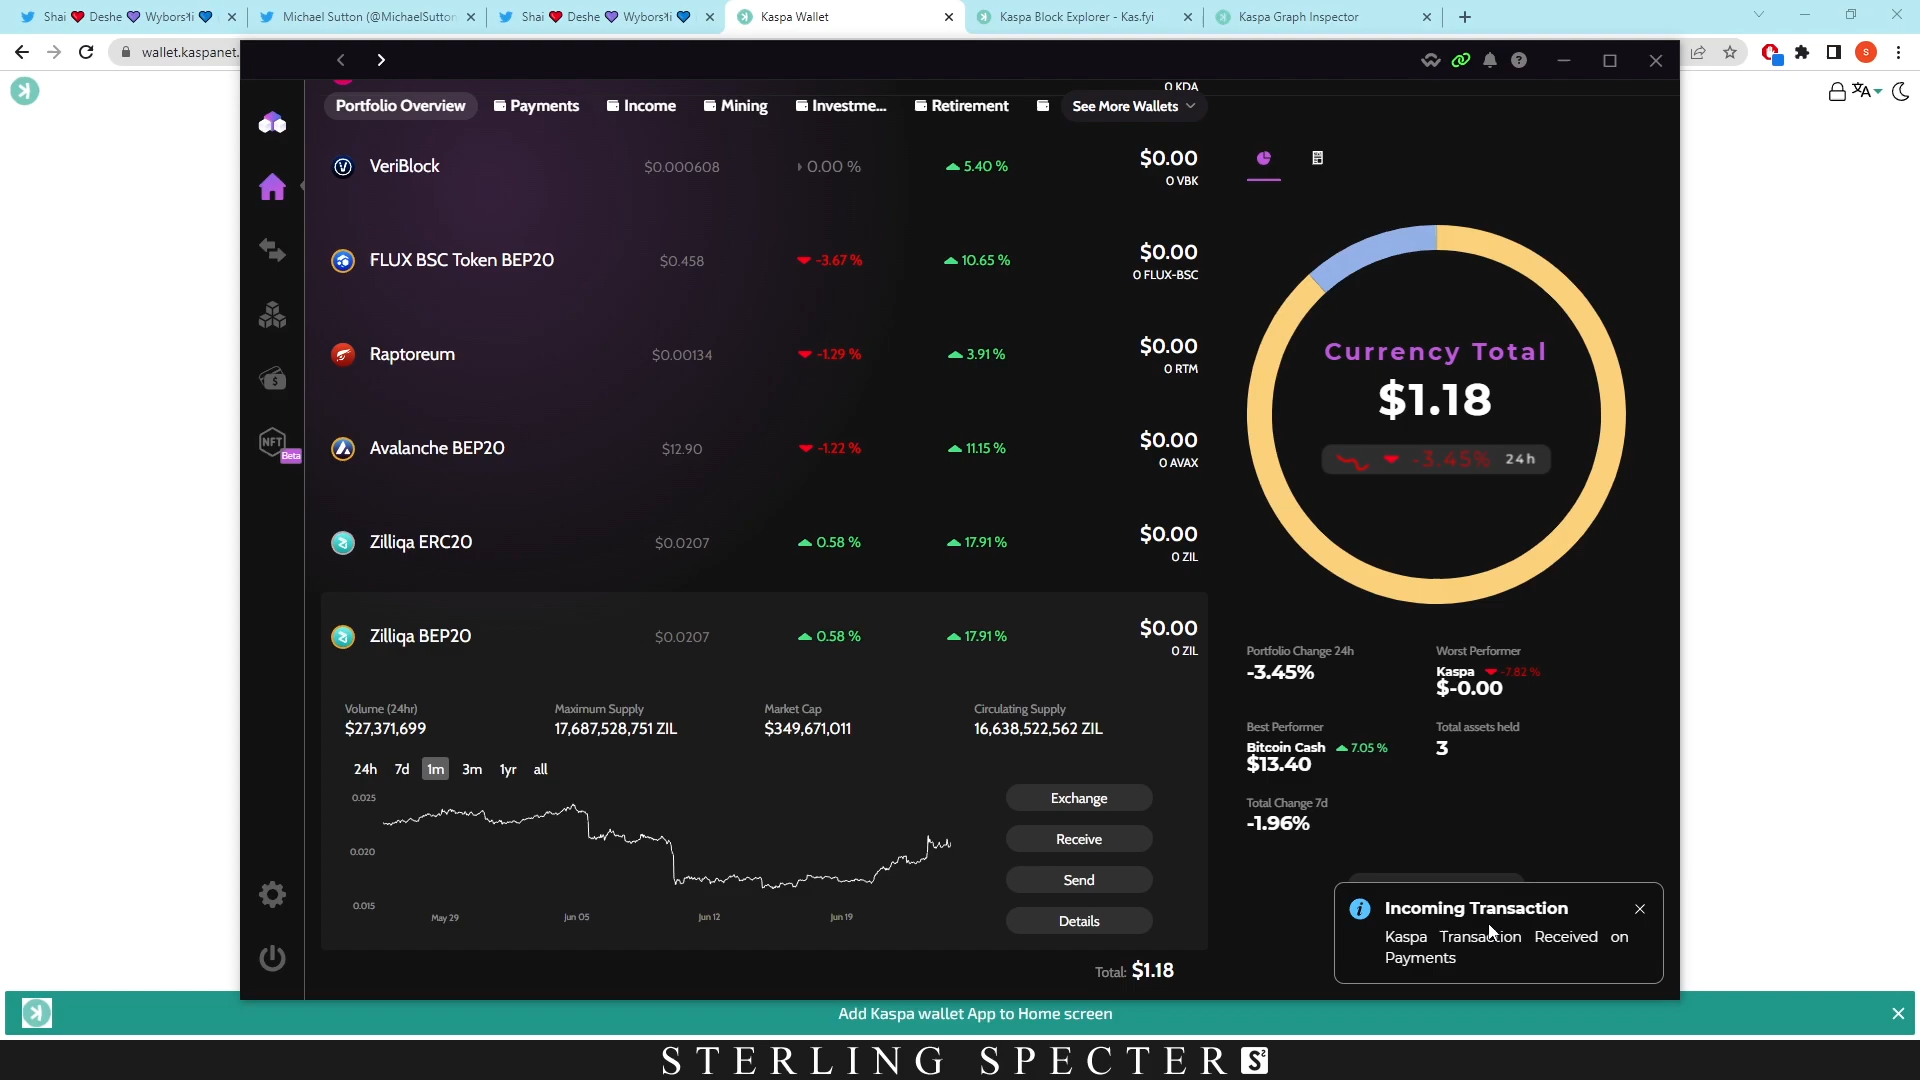 Shai ❤️ Deshe 💜 Wybors𐤊i 💙
Michael Sutton (@MichaelSutton
Shai ❤️ Deshe 💜 Wybors𐤊i 💙
Kaspa Wallet
Kaspa Block Explorer - Kas.fyi
Kaspa Graph Inspector
wallet.kaspanet.
S
0 KDA
Portfolio Overview
Payments
Income
Mining
Investme...
Retirement
See More Wallets
VeriBlock
$0.000608
0.00 %
5.40 %
$0.00
0 VBK
FLUX BSC Token BEP20
$0.458
-3.67 %
10.65 %
$0.00
0 FLUX-BSC
Raptoreum
$0.00134
-1.29 %
3.91 %
$0.00
0 RTM
Avalanche BEP20
$12.90
-1.22 %
11.15 %
$0.00
0 AVAX
Zilliqa ERC20
$0.0207
0.58 %
17.91 %
$0.00
0 ZIL
Zilliqa BEP20
$0.0207
0.58 %
17.91 %
$0.00
0 ZIL
Volume (24hr)
$27,371,699
Maximum Supply
17,687,528,751 ZIL
Market Cap
$349,671,011
Circulating Supply
16,638,522,562 ZIL
24h 7d 1m 3m 1yr all
0.025
0.020
0.015
May 29
Jun 05
Jun 12
Jun 19
Exchange
Receive
Send
Details
Total: $1.18
NFT
Beta
Currency Total
$1.18
-3.45% 24h
Portfolio Change 24h
-3.45%
Worst Performer
Kaspa -7.82 %
$-0.00
Best Performer
Bitcoin Cash 7.05 %
$13.40
Total assets held
3
Total Change 7d
-1.96%
Incoming Transaction
Kaspa Transaction Received on
Payments
Add Kaspa wallet App to Home screen
STERLING SPECTER S²